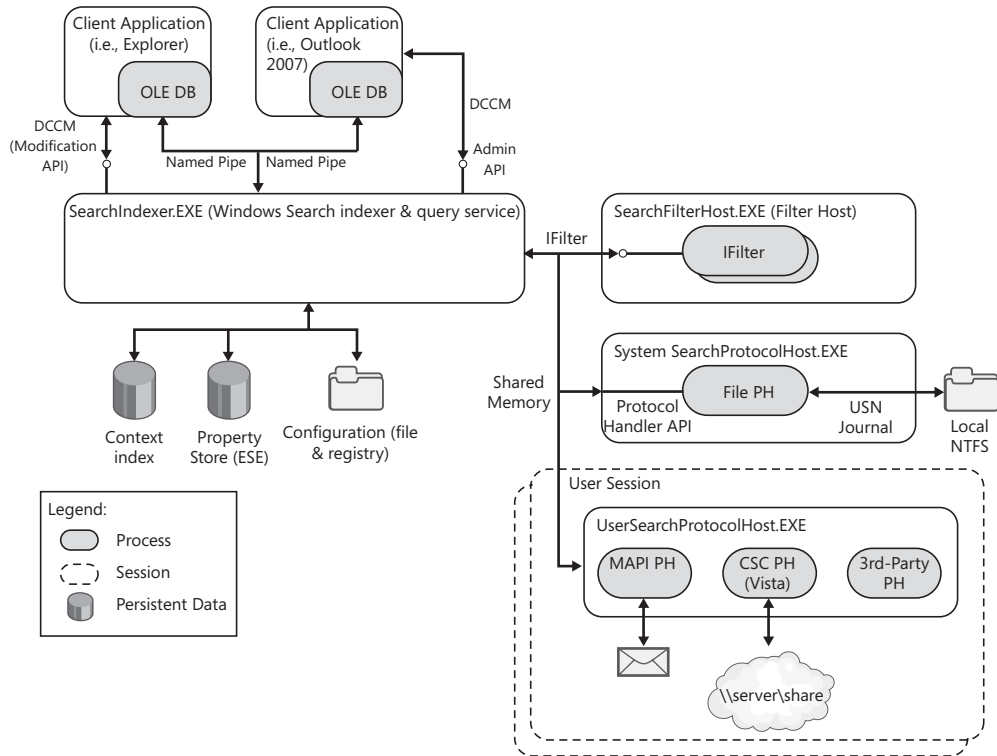 Client Application
(i.e., Explorer)
OLE DB
Client Application
(i.e., Outlook
2007)
OLE DB
DCCM
(Modification
API)
Named Pipe
Named Pipe
DCCM
Admin
API
SearchIndexer.EXE (Windows Search indexer & query service)
IFilter
SearchFilterHost.EXE (Filter Host)
IFilter
System SearchProtocolHost.EXE
File PH
Shared
Memory
Protocol
Handler API
USN
Journal
Local
NTFS
Context
index
Property
Store (ESE)
Configuration (file
& registry)
User Session
UserSearchProtocolHost.EXE
MAPI PH
CSC PH
(Vista)
3rd-Party
PH
\\server\share
Legend:
Process
Session
Persistent Data